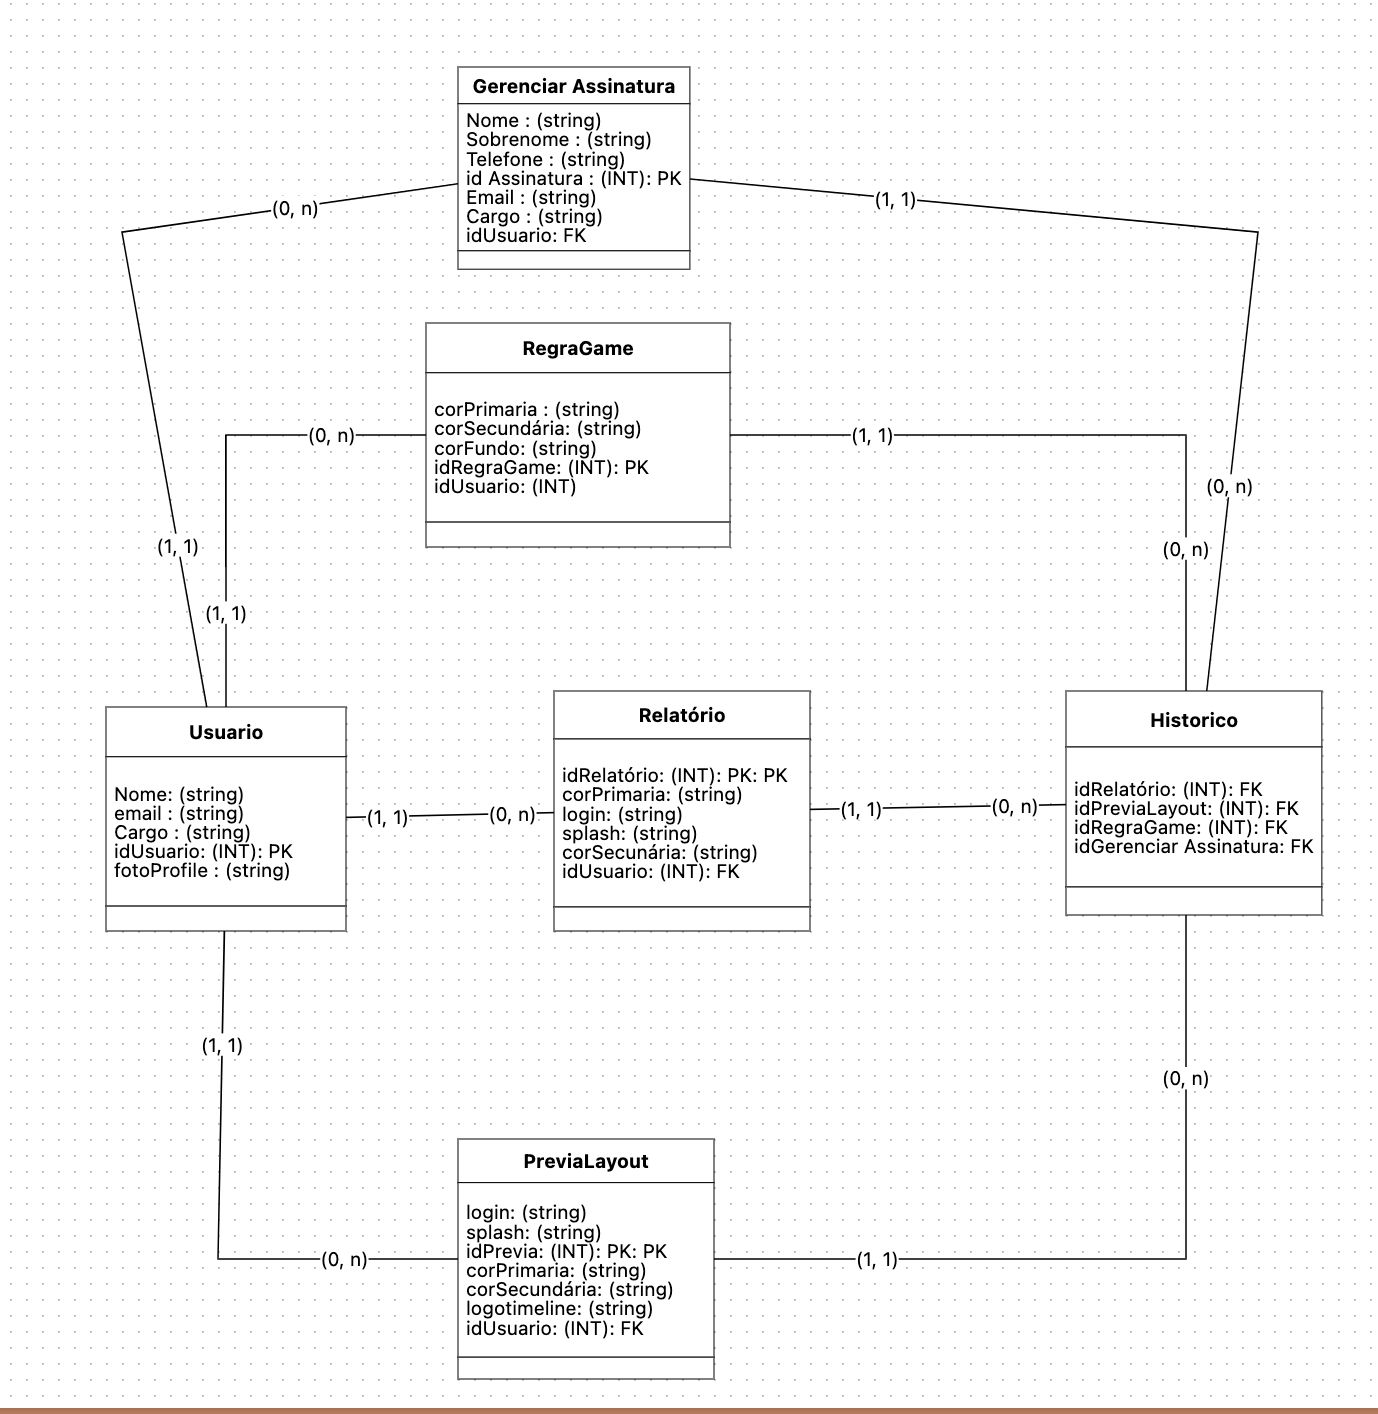 Gerenciar Assinatura
Nome : (string)
Sobrenome : (string)
Telefone : (string)
id Assinatura : (INT): PK
Email : (string)
Cargo : (string)
idUsuario: FK
(0, n)
(1, 1)
RegraGame
corPrimaria : (string)
corSecundária: (string)
corFundo: (string)
idRegraGame: (INT): PK
idUsuario: (INT)
(0, n)
(1, 1)
(0, n)
(1, 1)
(0, n)
(1, 1)
Usuario
Nome: (string)
email : (string)
Cargo : (string)
idUsuario: (INT): PK
fotoProfile : (string)
(1, 1)
(0, n)
Relatório
idRelatório: (INT): PK: PK
corPrimaria: (string)
login: (string)
splash: (string)
corSecunária: (string)
idUsuario: (INT): FK
(1, 1)
(0, n)
Historico
idRelatório: (INT): FK
idPreviaLayout: (INT): FK
idRegraGame: (INT): FK
idGerenciar Assinatura: FK
(1, 1)
(0, n)
PreviaLayout
login: (string)
splash: (string)
idPrevia: (INT): PK: PK
corPrimaria: (string)
corSecundária: (string)
logotimeline: (string)
idUsuario: (INT): FK
(0, n)
(1, 1)